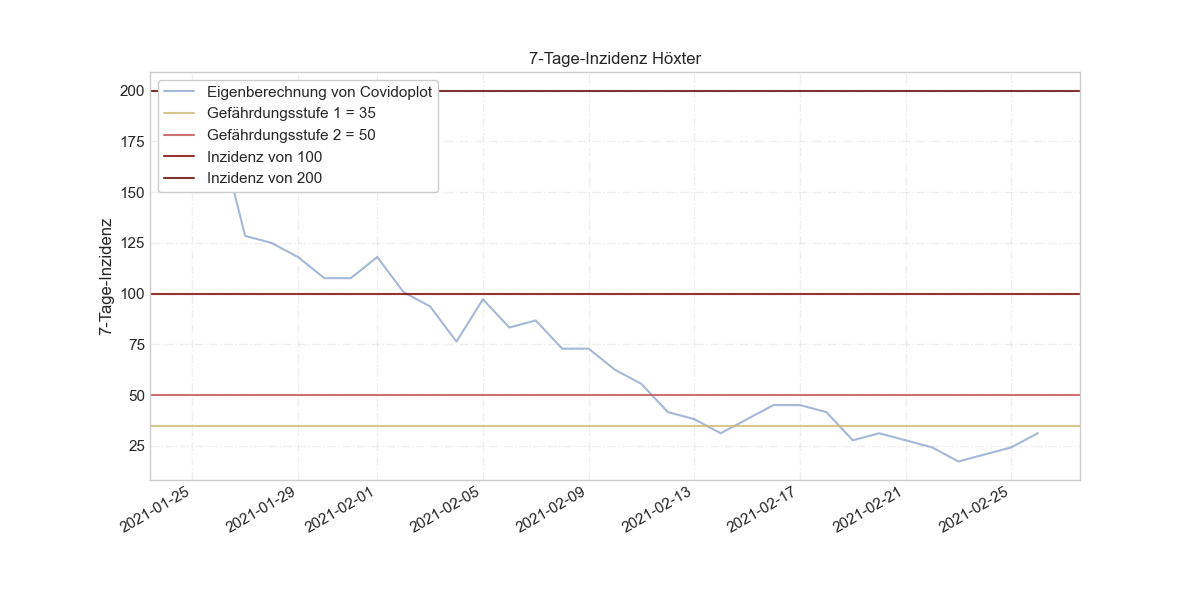 7-Tage-Inzidenz Höxter
200
175
150
125
100
75
50
25
7-Tage-Inzidenz
Eigenberechnung von Covidoplot
Gefährdungsstufe 1 = 35
Gefährdungsstufe 2 = 50
Inzidenz von 100
Inzidenz von 200
2021-01-25
2021-01-29
2021-02-01
2021-02-05
2021-02-09
2021-02-13
2021-02-17
2021-02-21
2021-02-25